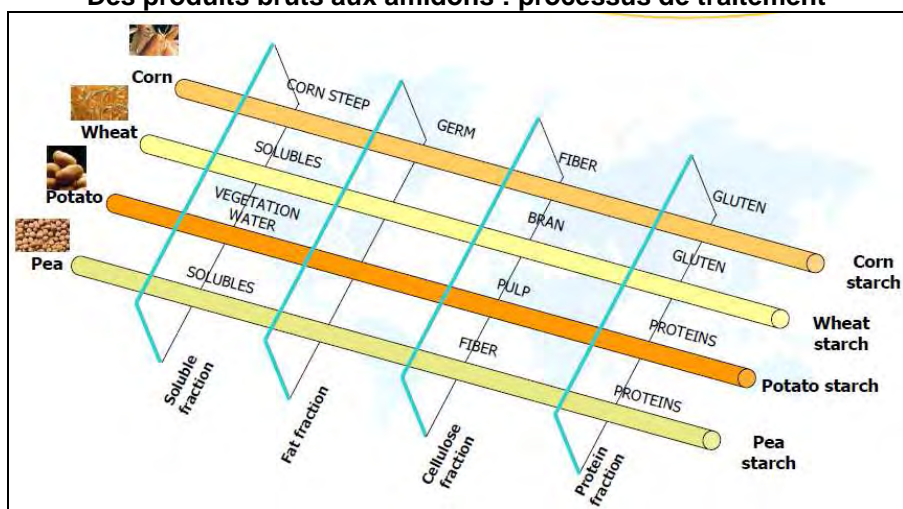 Des produits bruts aux amidons : processus de traitement
Corn
CORN STEEP
GERM
FIBER
GLUTEN
Corn
starch
Wheat
SOLUBLES
BRAN
GLUTEN
Wheat
starch
Potato
VEGETATION
WATER
PULP
PROTEINS
Potato starch
Pea
SOLUBLES
FIBER
PROTEINS
Pea
starch
Soluble
fraction
Fat fraction
Cellulose
fraction
Protein
fraction